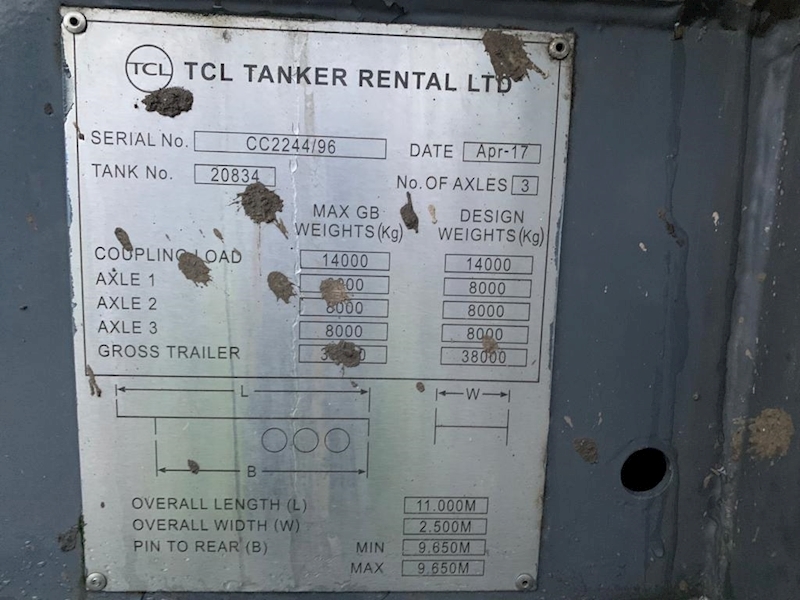 TCL TCL TANKER RENTAL LTD
SERIAL No. CC2244/96 DATE Apr-17
TANK No. 20834 No. OF AXLES 3
MAX GB WEIGHTS (Kg) DESIGN WEIGHTS (Kg)
COUPLING LOAD 14000 14000
AXLE 1 8000
AXLE 2 8000 8000
AXLE 3 8000 8000
GROSS TRAILER 38000
L W
B
OVERALL LENGTH (L) 11.000M
OVERALL WIDTH (W) 2.500M
PIN TO REAR (B) MIN 9.650M
MAX 9.650M